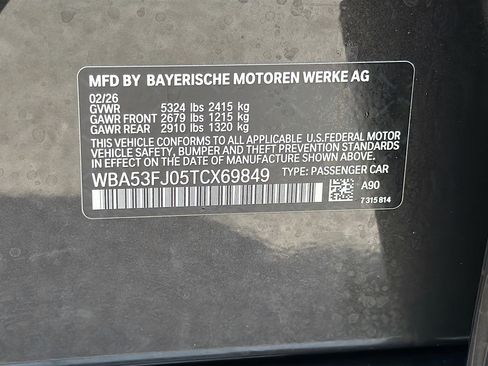 MFD BY BAYERISCHE MOTOREN WERKE AG
02/26
GVWR 5324 lbs 2415 kg
GAWR FRONT 2679 lbs 1215 kg
GAWR REAR 2910 lbs 1320 kg
THIS VEHICLE CONFORMS TO ALL APPLICABLE U.S.FEDERAL MOTOR
VEHICLE SAFETY, BUMPER, AND THEFT PREVENTION STANDARDS
IN EFFECT ON THE DATE OF MANUFACTURE SHOWN ABOVE.
WBA53FJ05TCX69849 TYPE: PASSENGER CAR
A90
7 315 814